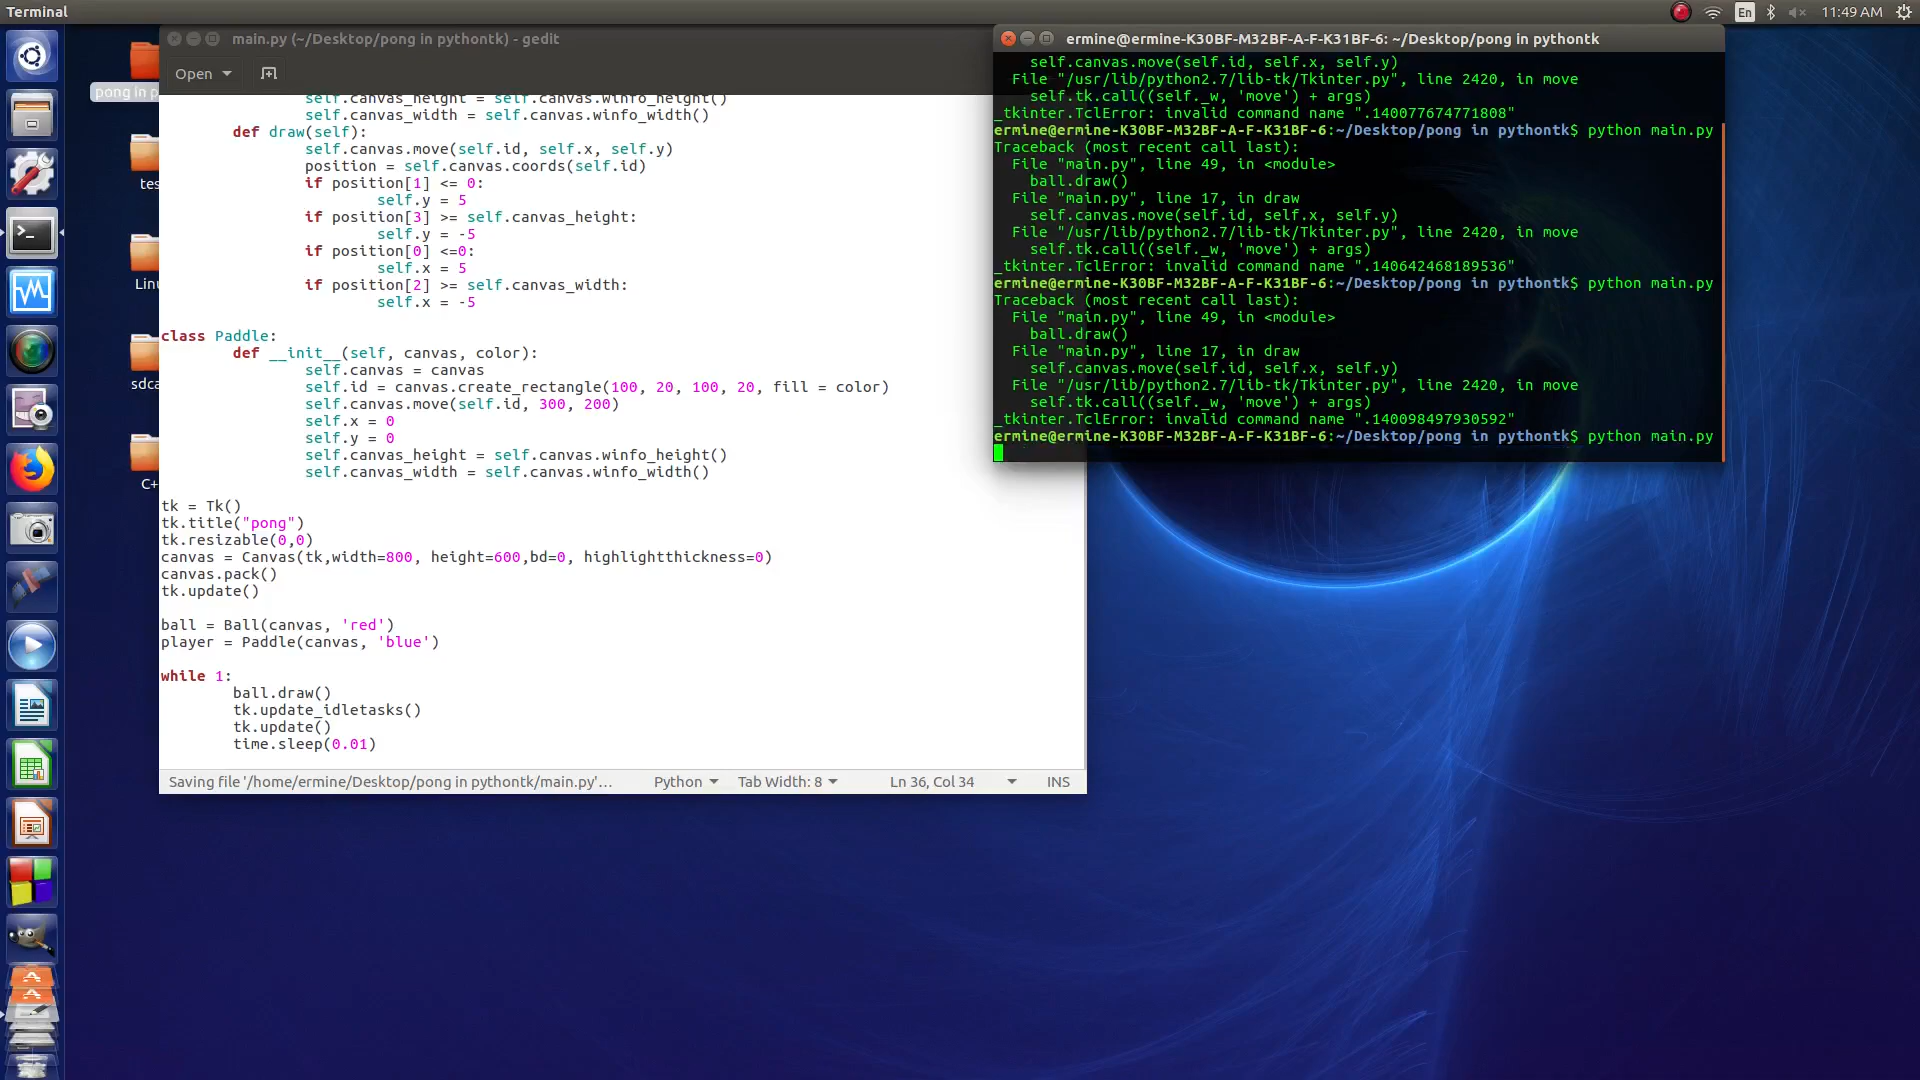 Terminal
En
11:49 AM
pong in p
tes
Linu
sdca
C+
main.py (~/Desktop/pong in pythontk) - gedit
Open
self.canvas_height = self.canvas.winfo_height()
self.canvas_width = self.canvas.winfo_width()
def draw(self):
self.canvas.move(self.id, self.x, self.y)
position = self.canvas.coords(self.id)
if position[1] <= 0:
self.y = 5
if position[3] >= self.canvas_height:
self.y = -5
if position[0] <=0:
self.x = 5
if position[2] >= self.canvas_width:
self.x = -5
class Paddle:
def __init__(self, canvas, color):
self.canvas = canvas
self.id = canvas.create_rectangle(100, 20, 100, 20, fill = color)
self.canvas.move(self.id, 300, 200)
self.x = 0
self.y = 0
self.canvas_height = self.canvas.winfo_height()
self.canvas_width = self.canvas.winfo_width()
tk = Tk()
tk.title("pong")
tk.resizable(0,0)
canvas = Canvas(tk,width=800, height=600,bd=0, highlightthickness=0)
canvas.pack()
tk.update()
ball = Ball(canvas, 'red')
player = Paddle(canvas, 'blue')
while 1:
ball.draw()
tk.update_idletasks()
tk.update()
time.sleep(0.01)
Saving file '/home/ermine/Desktop/pong in pythontk/main.py'…
Python
Tab Width: 8
Ln 36, Col 34
INS
ermine@ermine-K30BF-M32BF-A-F-K31BF-6: ~/Desktop/pong in pythontk
self.canvas.move(self.id, self.x, self.y)
File "/usr/lib/python2.7/lib-tk/Tkinter.py", line 2420, in move
self.tk.call((self._w, 'move') + args)
_tkinter.TclError: invalid command name ".140077674771808"
ermine@ermine-K30BF-M32BF-A-F-K31BF-6:~/Desktop/pong in pythontk$ python main.py
Traceback (most recent call last):
File "main.py", line 49, in <module>
ball.draw()
File "main.py", line 17, in draw
self.canvas.move(self.id, self.x, self.y)
File "/usr/lib/python2.7/lib-tk/Tkinter.py", line 2420, in move
self.tk.call((self._w, 'move') + args)
_tkinter.TclError: invalid command name ".140642468189536"
ermine@ermine-K30BF-M32BF-A-F-K31BF-6:~/Desktop/pong in pythontk$ python main.py
Traceback (most recent call last):
File "main.py", line 49, in <module>
ball.draw()
File "main.py", line 17, in draw
self.canvas.move(self.id, self.x, self.y)
File "/usr/lib/python2.7/lib-tk/Tkinter.py", line 2420, in move
self.tk.call((self._w, 'move') + args)
_tkinter.TclError: invalid command name ".140098497930592"
ermine@ermine-K30BF-M32BF-A-F-K31BF-6:~/Desktop/pong in pythontk$ python main.py